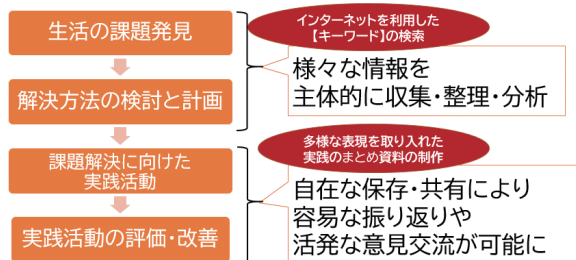 生活の課題発見
解決方法の検討と計画
課題解決に向けた
実践活動
実践活動の評価・改善
インターネットを利用した
【キーワード】の検索
様々な情報を
主体的に収集・整理・分析
多様な表現を取り入れた
実践のまとめ資料の制作
自在な保存・共有により
容易な振り返りや
活発な意見交流が可能に